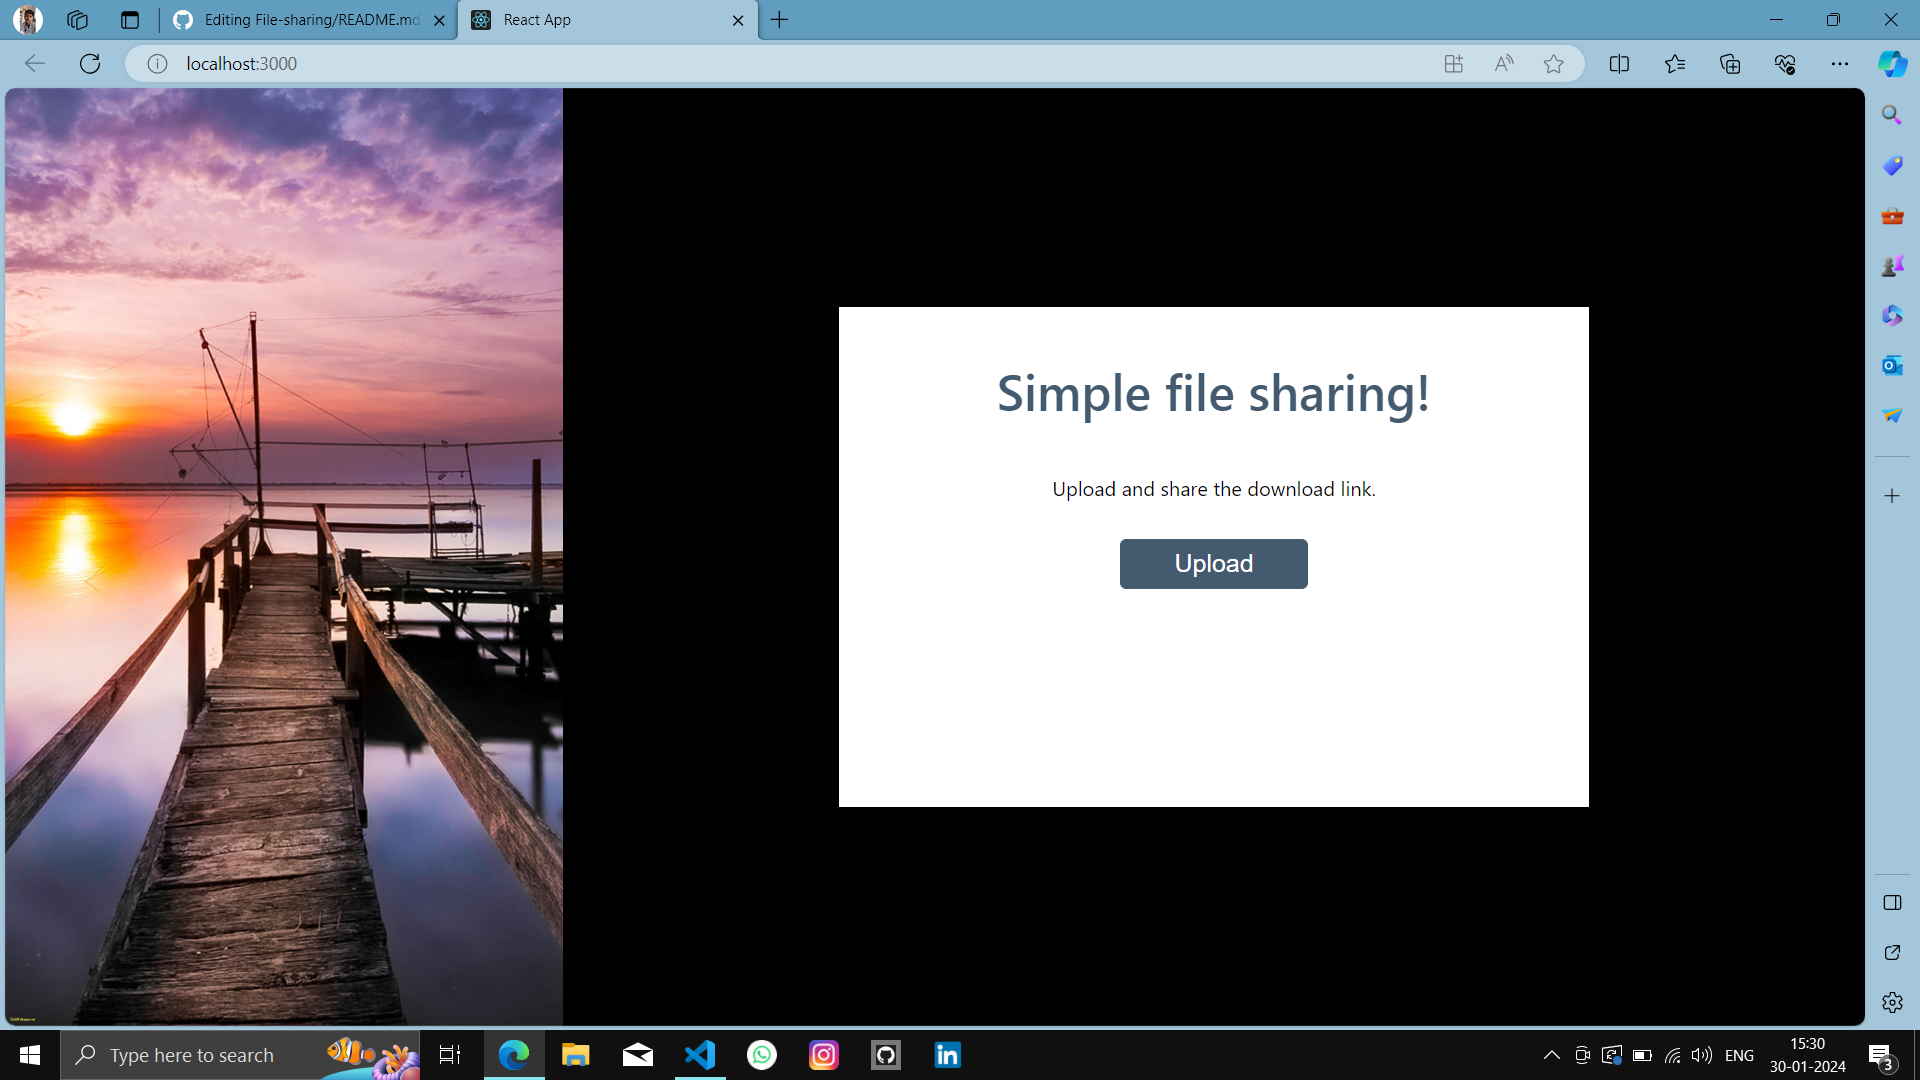 Editing File-sharing/README.md
React App
localhost:3000
Simple file sharing!
Upload and share the download link.
Upload
Type here to search
ENG
15:30
30-01-2024
3